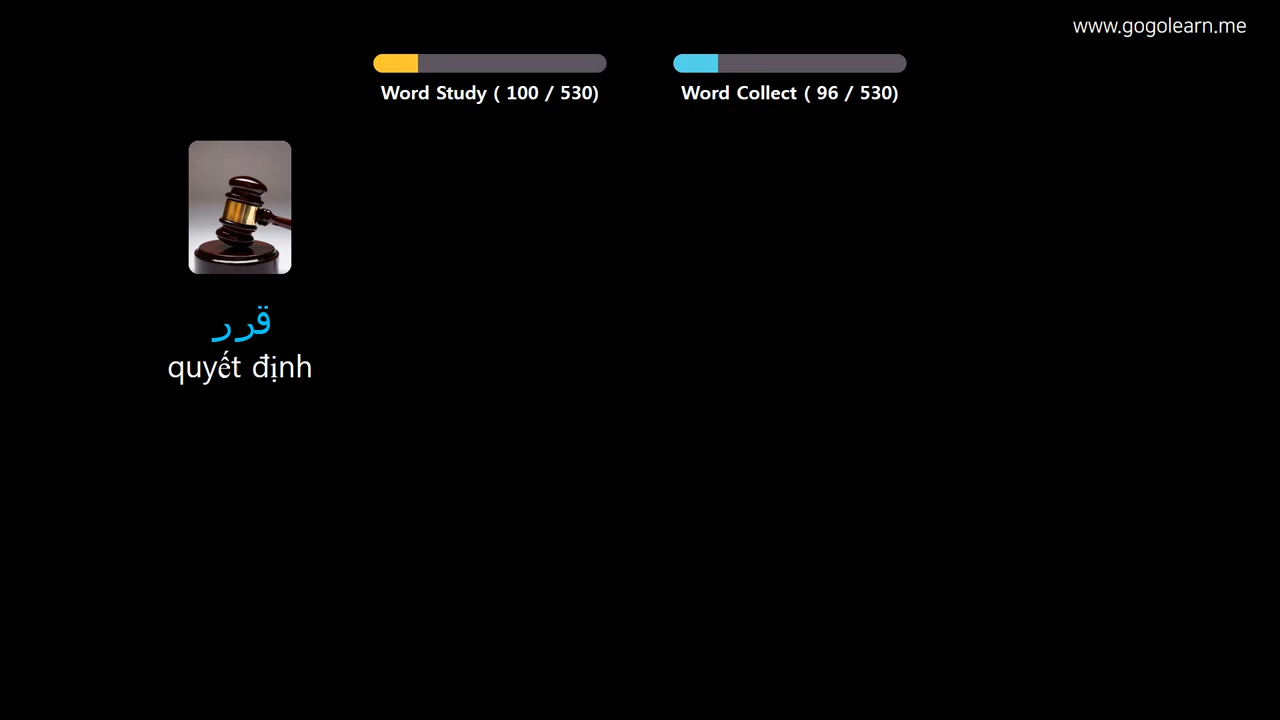 www.gogolearn.me
Word Study ( 100 / 530)
Word Collect ( 96 / 530)
قرر
quyết định